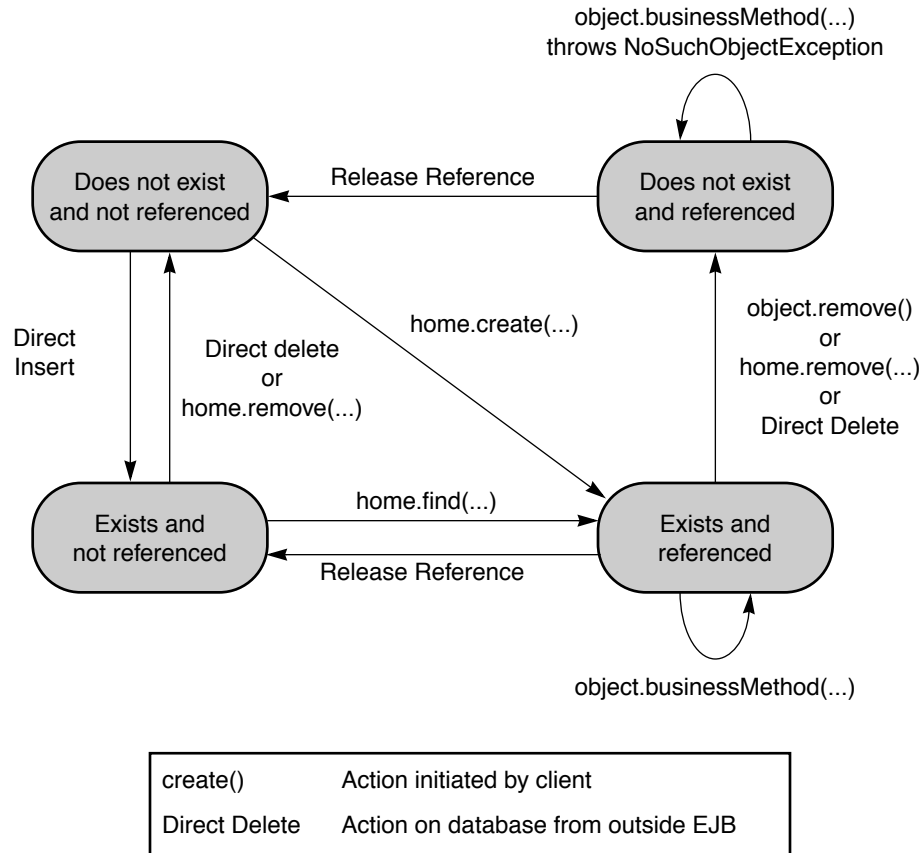 object.businessMethod(...)
throws NoSuchObjectException
Does not exist
and not referenced
Release Reference
Does not exist
and referenced
Direct
Insert
Direct delete
or
home.remove(...)
home.create(...)
object.remove()
or
home.remove(...)
or
Direct Delete
Exists and
not referenced
home.find(...)
Release Reference
Exists and
referenced
object.businessMethod(...)
create() Action initiated by client
Direct Delete Action on database from outside EJB